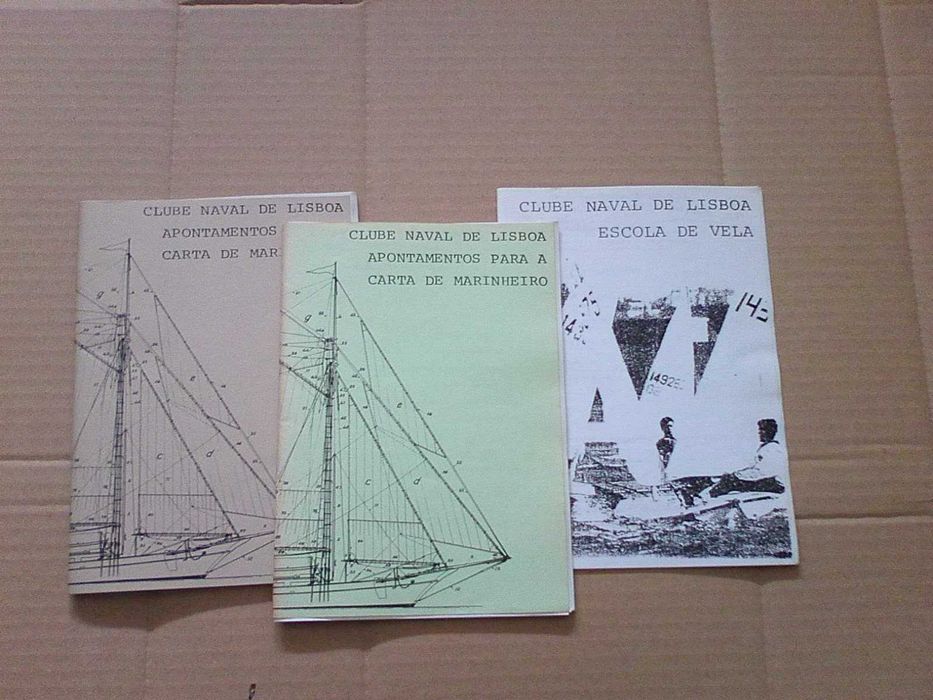 CLUBE NAVAL DE LISBOA
APONTAMENTOS
CARTA DE MAR
CLUBE NAVAL DE LISBOA
APONTAMENTOS PARA A
CARTA DE MARINHEIRO
g
e
c
d
g
e
c
d
CLUBE NAVAL DE LISBOA
ESCOLA DE VELA